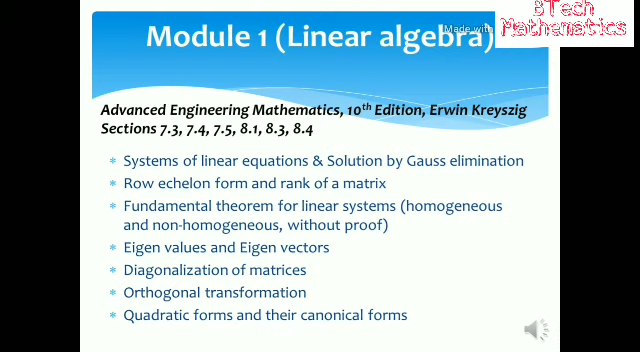 BTech
Mathematics
Made with
Module 1 (Linear algebra)
Advanced Engineering Mathematics, 10th Edition, Erwin Kreyszig
Sections 7.3, 7.4, 7.5, 8.1, 8.3, 8.4
* Systems of linear equations & Solution by Gauss elimination
* Row echelon form and rank of a matrix
* Fundamental theorem for linear systems (homogeneous
and non-homogeneous, without proof)
* Eigen values and Eigen vectors
* Diagonalization of matrices
* Orthogonal transformation
* Quadratic forms and their canonical forms